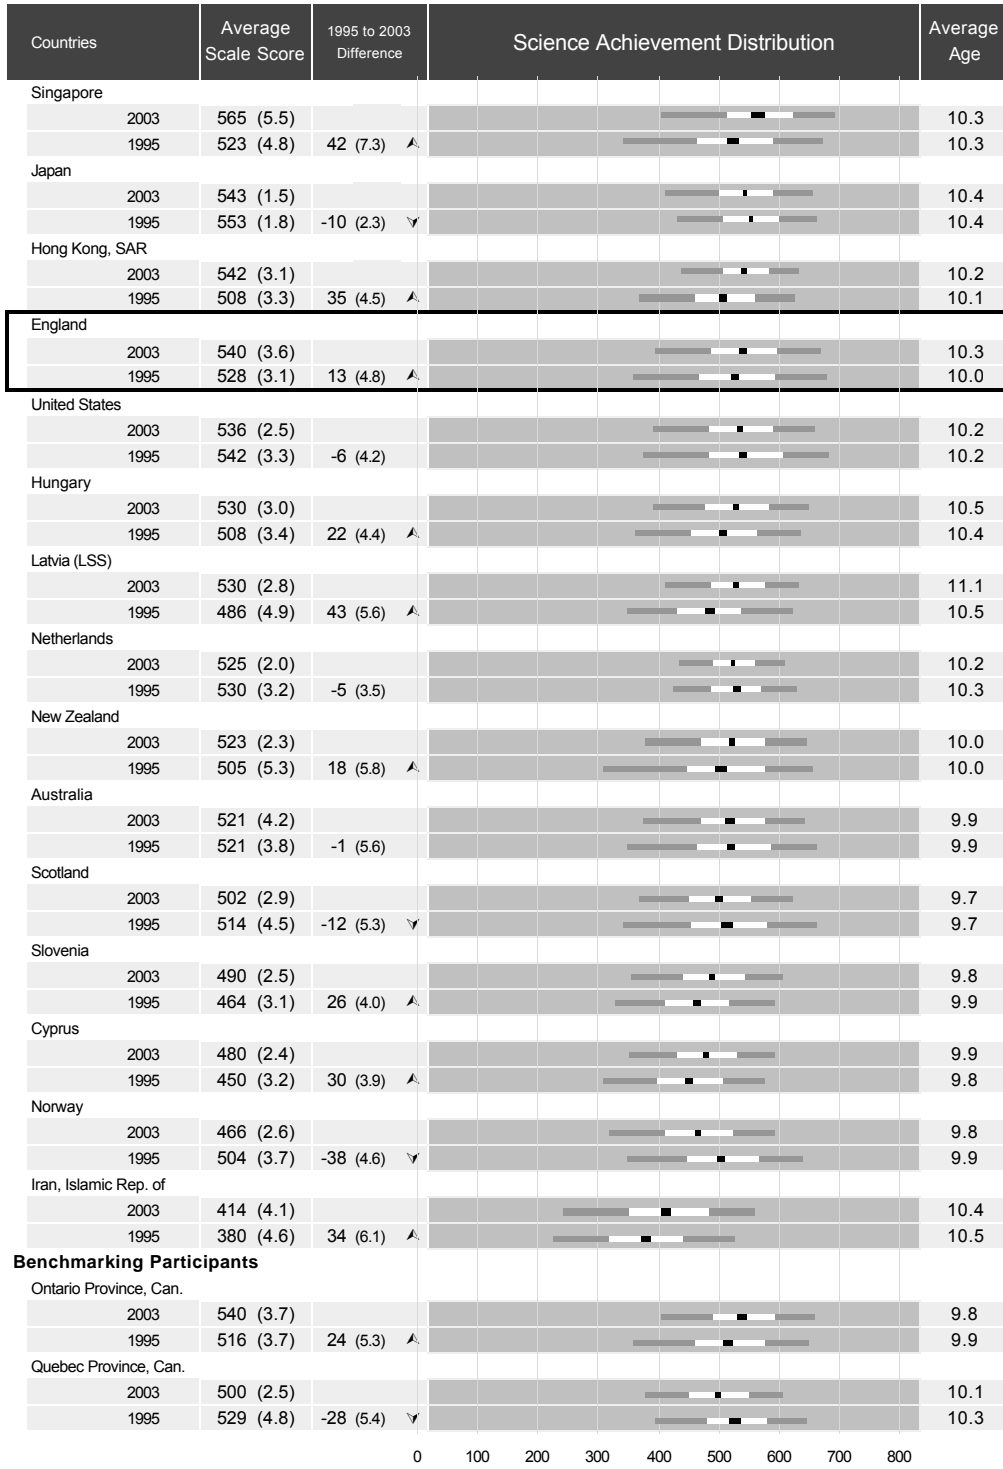 Countries Average Scale Score 1995 to 2003 Difference Science Achievement Distribution Average Age
Singapore
2003 565 (5.5) 10.3
1995 523 (4.8) 42 (7.3) 10.3
Japan
2003 543 (1.5) 10.4
1995 553 (1.8) -10 (2.3) 10.4
Hong Kong, SAR
2003 542 (3.1) 10.2
1995 508 (3.3) 35 (4.5) 10.1
England
2003 540 (3.6) 10.3
1995 528 (3.1) 13 (4.8) 10.0
United States
2003 536 (2.5) 10.2
1995 542 (3.3) -6 (4.2) 10.2
Hungary
2003 530 (3.0) 10.5
1995 508 (3.4) 22 (4.4) 10.4
Latvia (LSS)
2003 530 (2.8) 11.1
1995 486 (4.9) 43 (5.6) 10.5
Netherlands
2003 525 (2.0) 10.2
1995 530 (3.2) -5 (3.5) 10.3
New Zealand
2003 523 (2.3) 10.0
1995 505 (5.3) 18 (5.8) 10.0
Australia
2003 521 (4.2) 9.9
1995 521 (3.8) -1 (5.6) 9.9
Scotland
2003 502 (2.9) 9.7
1995 514 (4.5) -12 (5.3) 9.7
Slovenia
2003 490 (2.5) 9.8
1995 464 (3.1) 26 (4.0) 9.9
Cyprus
2003 480 (2.4) 9.9
1995 450 (3.2) 30 (3.9) 9.8
Norway
2003 466 (2.6) 9.8
1995 504 (3.7) -38 (4.6) 9.9
Iran, Islamic Rep. of
2003 414 (4.1) 10.4
1995 380 (4.6) 34 (6.1) 10.5
Benchmarking Participants
Ontario Province, Can.
2003 540 (3.7) 9.8
1995 516 (3.7) 24 (5.3) 9.9
Quebec Province, Can.
2003 500 (2.5) 10.1
1995 529 (4.8) -28 (5.4) 10.3
0 100 200 300 400 500 600 700 800